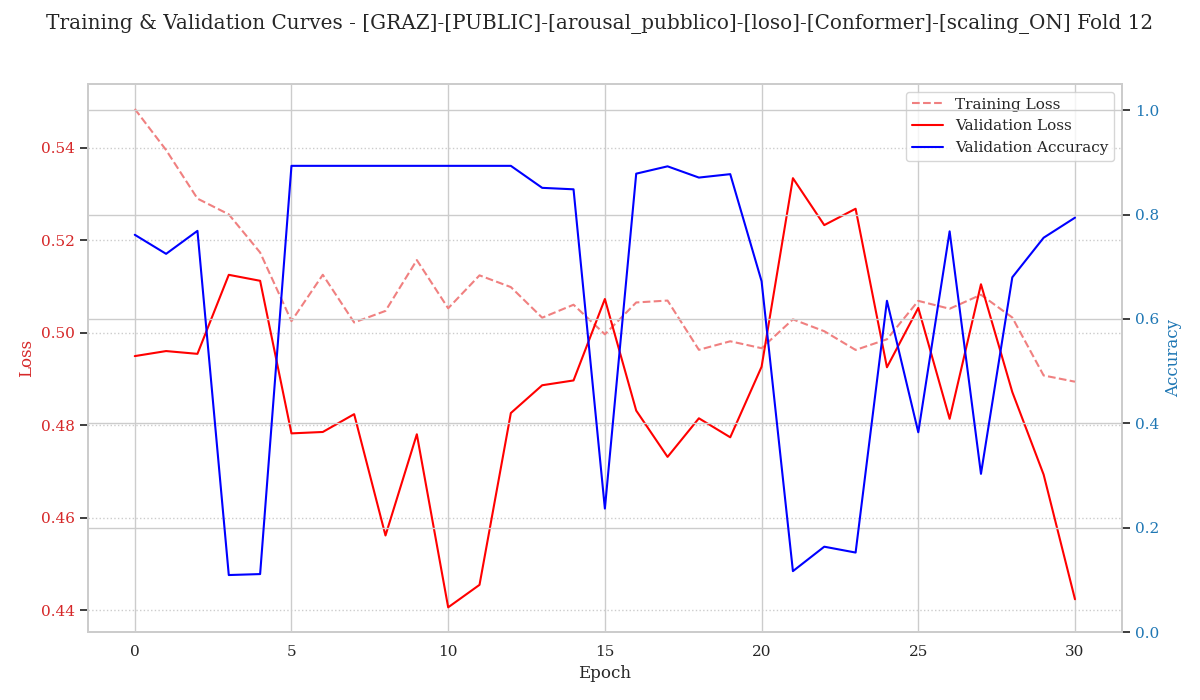 Training & Validation Curves - [GRAZ]-[PUBLIC]-[arousal_pubblico]-[loso]-[Conformer]-[scaling_ON] Fold 12
Training Loss
Validation Loss
Validation Accuracy
Loss
0.54
0.52
0.50
0.48
0.46
0.44
Accuracy
1.0
0.8
0.6
0.4
0.2
0.0
0 5 10 15 20 25 30
Epoch